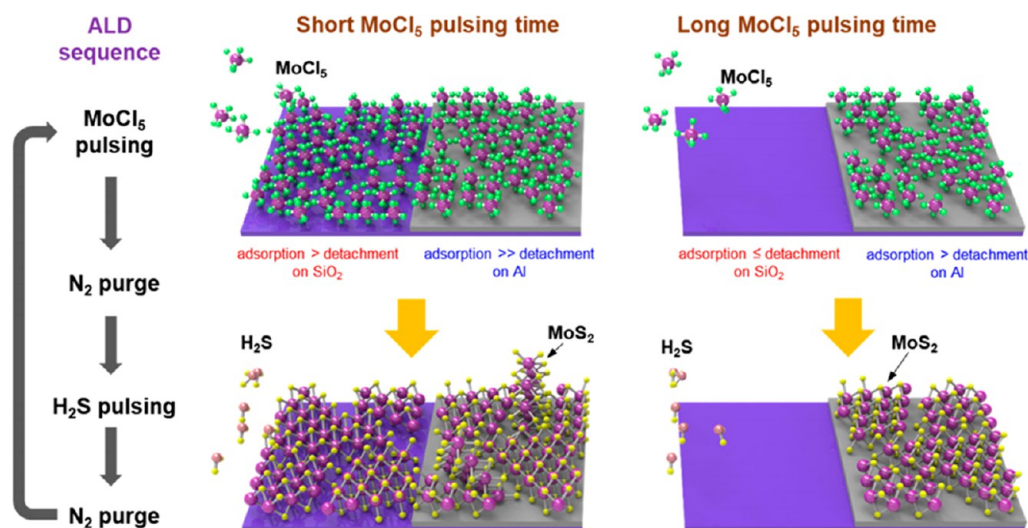 ALD
sequence
MoCl₅
pulsing
N₂ purge
H₂S pulsing
N₂ purge
Short MoCl₅ pulsing time
MoCl₅
adsorption > detachment
on SiO₂
adsorption >> detachment
on Al
H₂S
MoS₂
Long MoCl₅ pulsing time
MoCl₅
adsorption ≤ detachment
on SiO₂
adsorption > detachment
on Al
H₂S
MoS₂